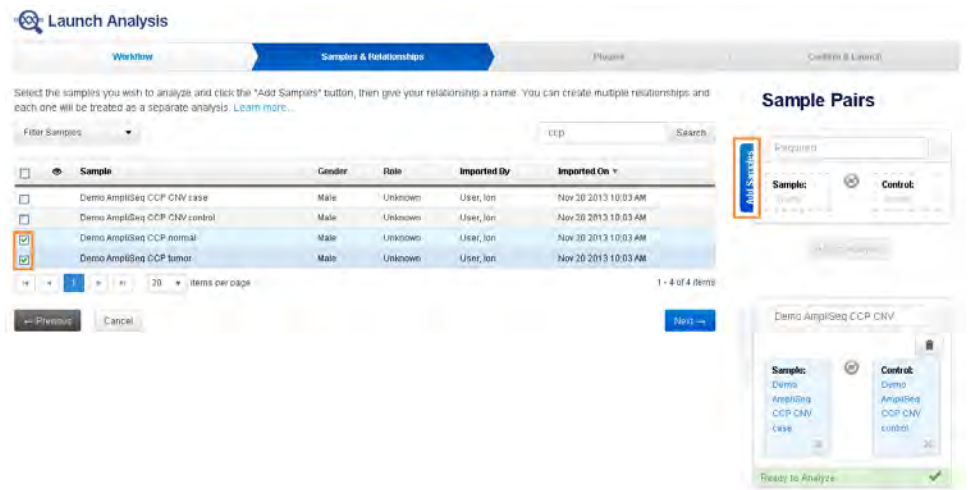 Launch Analysis
Workflow
Samples & Relationships
Plugins
Confirm & Launch
Select the samples you wish to analyze and click the "Add Samples" button, then give your relationship a name. You can create multiple relationships and
each one will be treated as a separate analysis. Learn more...
Filter Samples
ccp
Search
Sample Gender Role Imported By Imported On
Demo AmpliSeq CCP CNV case Male Unknown User, Ion Nov 20 2013 10:03 AM
Demo AmpliSeq CCP CNV control Male Unknown User, Ion Nov 20 2013 10:03 AM
Demo AmpliSeq CCP normal Male Unknown User, Ion Nov 20 2013 10:03 AM
Demo AmpliSeq CCP tumor Male Unknown User, Ion Nov 20 2013 10:03 AM
1
20 items per page
1 - 4 of 4 items
← Previous
Cancel
Next →
Sample Pairs
Add Samples
Required
Sample:
Control:
Demo AmpliSeq CCP CNV
Sample:
Demo
AmpliSeq
CCP CNV
case
Control:
Demo
AmpliSeq
CCP CNV
control
Ready to Analyze